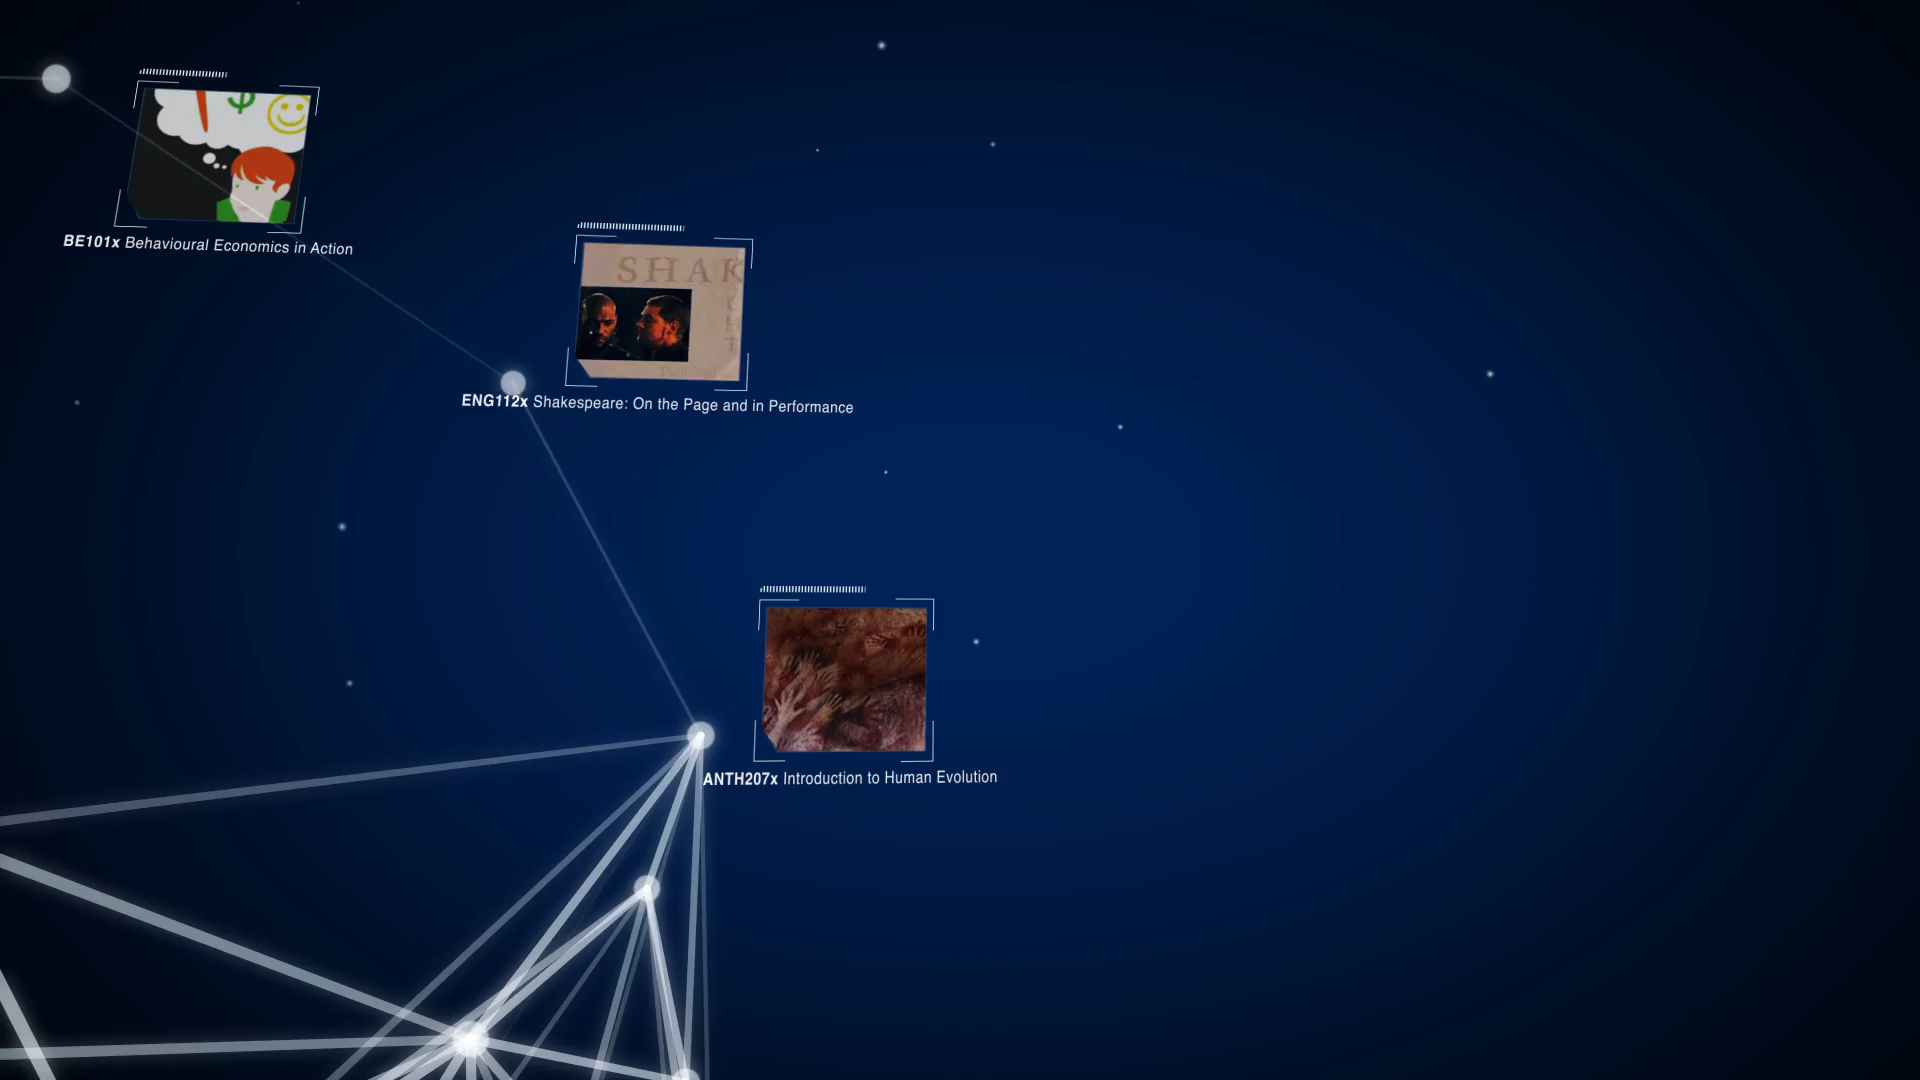 BE101x Behavioural Economics in Action
SHAK
ENG112x Shakespeare: On the Page and in Performance
ANTH207x Introduction to Human Evolution